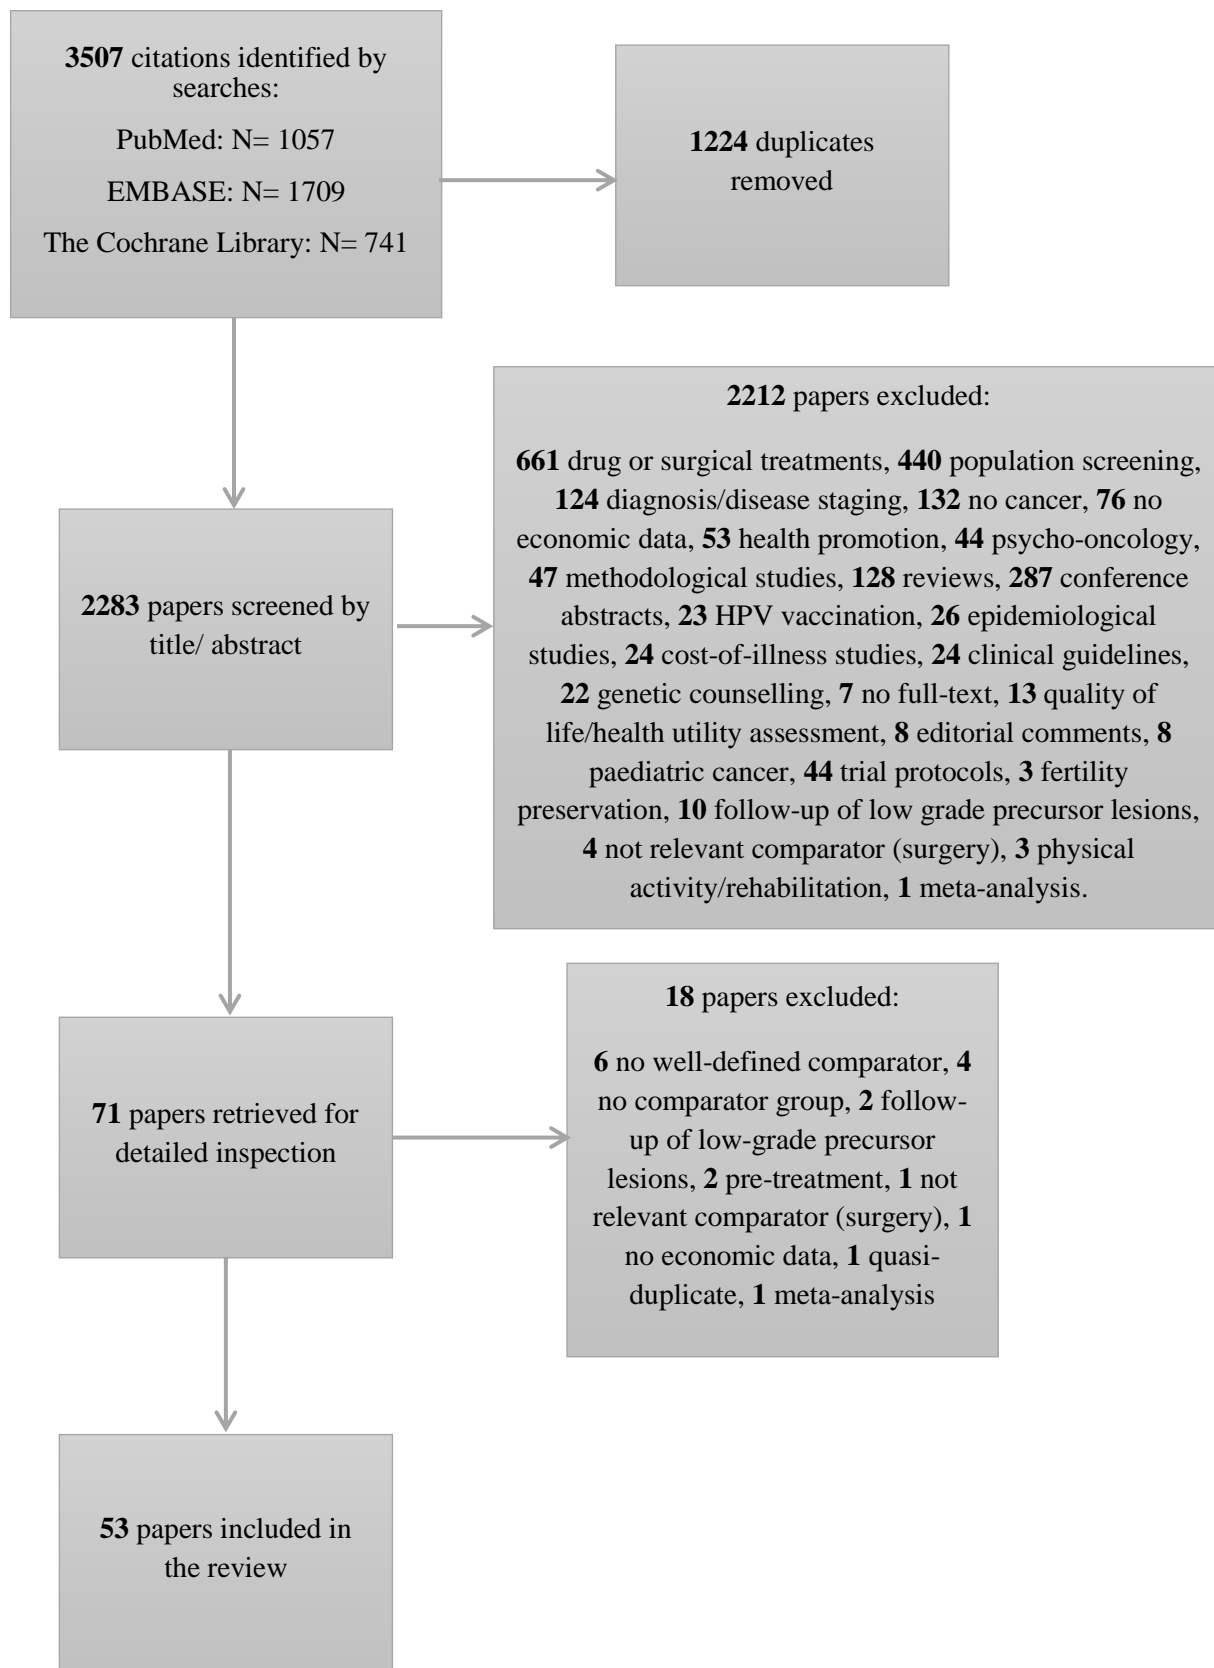 3507 citations identified by
searches:
PubMed: N= 1057
EMBASE: N= 1709
The Cochrane Library: N= 741
1224 duplicates
removed
2212 papers excluded:
661 drug or surgical treatments, 440 population screening,
124 diagnosis/disease staging, 132 no cancer, 76 no
economic data, 53 health promotion, 44 psycho-oncology,
47 methodological studies, 128 reviews, 287 conference
abstracts, 23 HPV vaccination, 26 epidemiological
studies, 24 cost-of-illness studies, 24 clinical guidelines,
22 genetic counselling, 7 no full-text, 13 quality of
life/health utility assessment, 8 editorial comments, 8
paediatric cancer, 44 trial protocols, 3 fertility
preservation, 10 follow-up of low grade precursor lesions,
4 not relevant comparator (surgery), 3 physical
activity/rehabilitation, 1 meta-analysis.
2283 papers screened by
title/ abstract
18 papers excluded:
6 no well-defined comparator, 4
no comparator group, 2 follow-
up of low-grade precursor
lesions, 2 pre-treatment, 1 not
relevant comparator (surgery), 1
no economic data, 1 quasi-
duplicate, 1 meta-analysis
71 papers retrieved for
detailed inspection
53 papers included in
the review